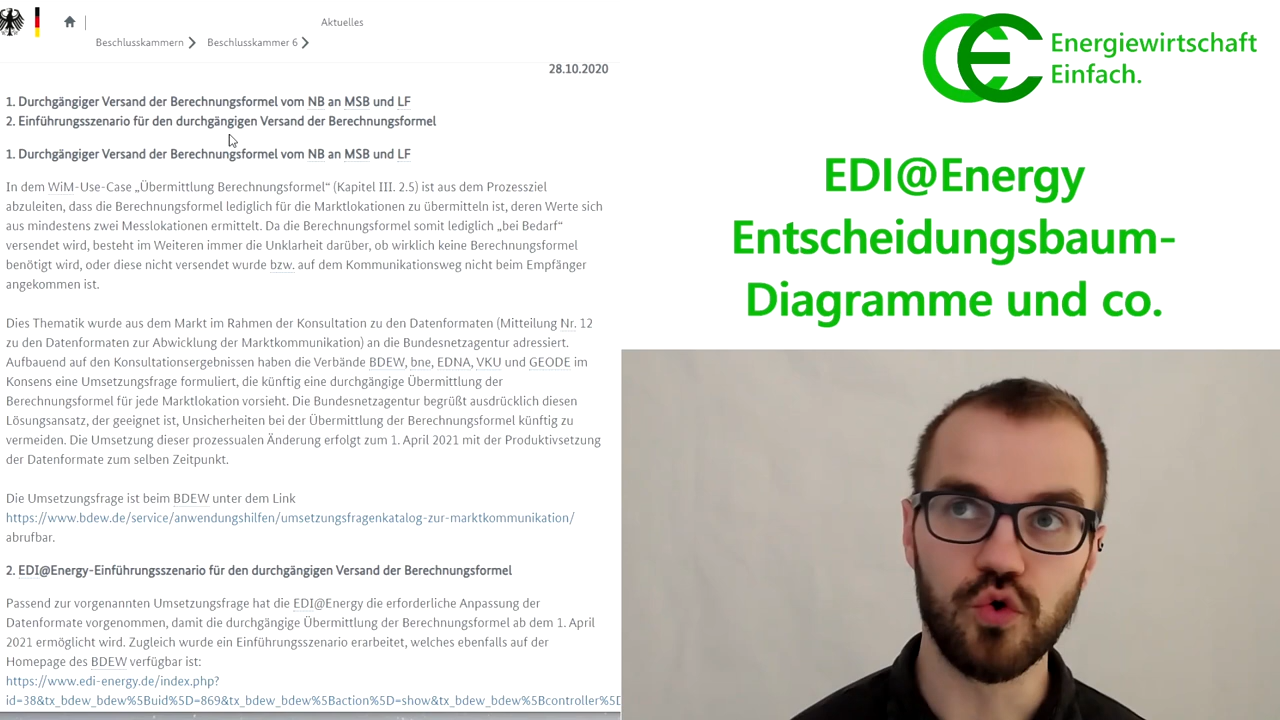 Aktuelles
Beschlusskammern
Beschlusskammer 6
28.10.2020
1. Durchgängiger Versand der Berechnungsformel vom NB an MSB und LF
2. Einführungsszenario für den durchgängigen Versand der Berechnungsformel
1. Durchgängiger Versand der Berechnungsformel vom NB an MSB und LF
In dem WiM-Use-Case „Übermittlung Berechnungsformel“ (Kapitel III. 2.5) ist aus dem Prozessziel
abzuleiten, dass die Berechnungsformel lediglich für die Marktlokationen zu übermitteln ist, deren Werte sich
aus mindestens zwei Messlokationen ermittelt. Da die Berechnungsformel somit lediglich „bei Bedarf“
versendet wird, besteht im Weiteren immer die Unklarheit darüber, ob wirklich keine Berechnungsformel
benötigt wird, oder diese nicht versendet wurde bzw. auf dem Kommunikationsweg nicht beim Empfänger
angekommen ist.
Dies Thematik wurde aus dem Markt im Rahmen der Konsultation zu den Datenformaten (Mitteilung Nr. 12
zu den Datenformaten zur Abwicklung der Marktkommunikation) an die Bundesnetzagentur adressiert.
Aufbauend auf den Konsultationsergebnissen haben die Verbände BDEW, bne, EDNA, VKU und GEODE im
Konsens eine Umsetzungsfrage formuliert, die künftig eine durchgängige Übermittlung der
Berechnungsformel für jede Marktlokation vorsieht. Die Bundesnetzagentur begrüßt ausdrücklich diesen
Lösungsansatz, der geeignet ist, Unsicherheiten bei der Übermittlung der Berechnungsformel künftig zu
vermeiden. Die Umsetzung dieser prozessualen Änderung erfolgt zum 1. April 2021 mit der Produktivsetzung
der Datenformate zum selben Zeitpunkt.
Die Umsetzungsfrage ist beim BDEW unter dem Link
https://www.bdew.de/service/anwendungshilfen/umsetzungsfragenkatalog-zur-marktkommunikation/
abrufbar.
2. EDI@Energy-Einführungsszenario für den durchgängigen Versand der Berechnungsformel
Passend zur vorgenannten Umsetzungsfrage hat die EDI@Energy die erforderliche Anpassung der
Datenformate vorgenommen, damit die durchgängige Übermittlung der Berechnungsformel ab dem 1. April
2021 ermöglicht wird. Zugleich wurde ein Einführungsszenario erarbeitet, welches ebenfalls auf der
Homepage des BDEW verfügbar ist:
https://www.edi-energy.de/index.php?
id=38&tx_bdew_bdew%5Buid%5D=869&tx_bdew_bdew%5Baction%5D=show&tx_bdew_bdew%5Bcontroller%5D
Energiewirtschaft
Einfach.
EDI@Energy
Entscheidungsbaum-
Diagramme und co.